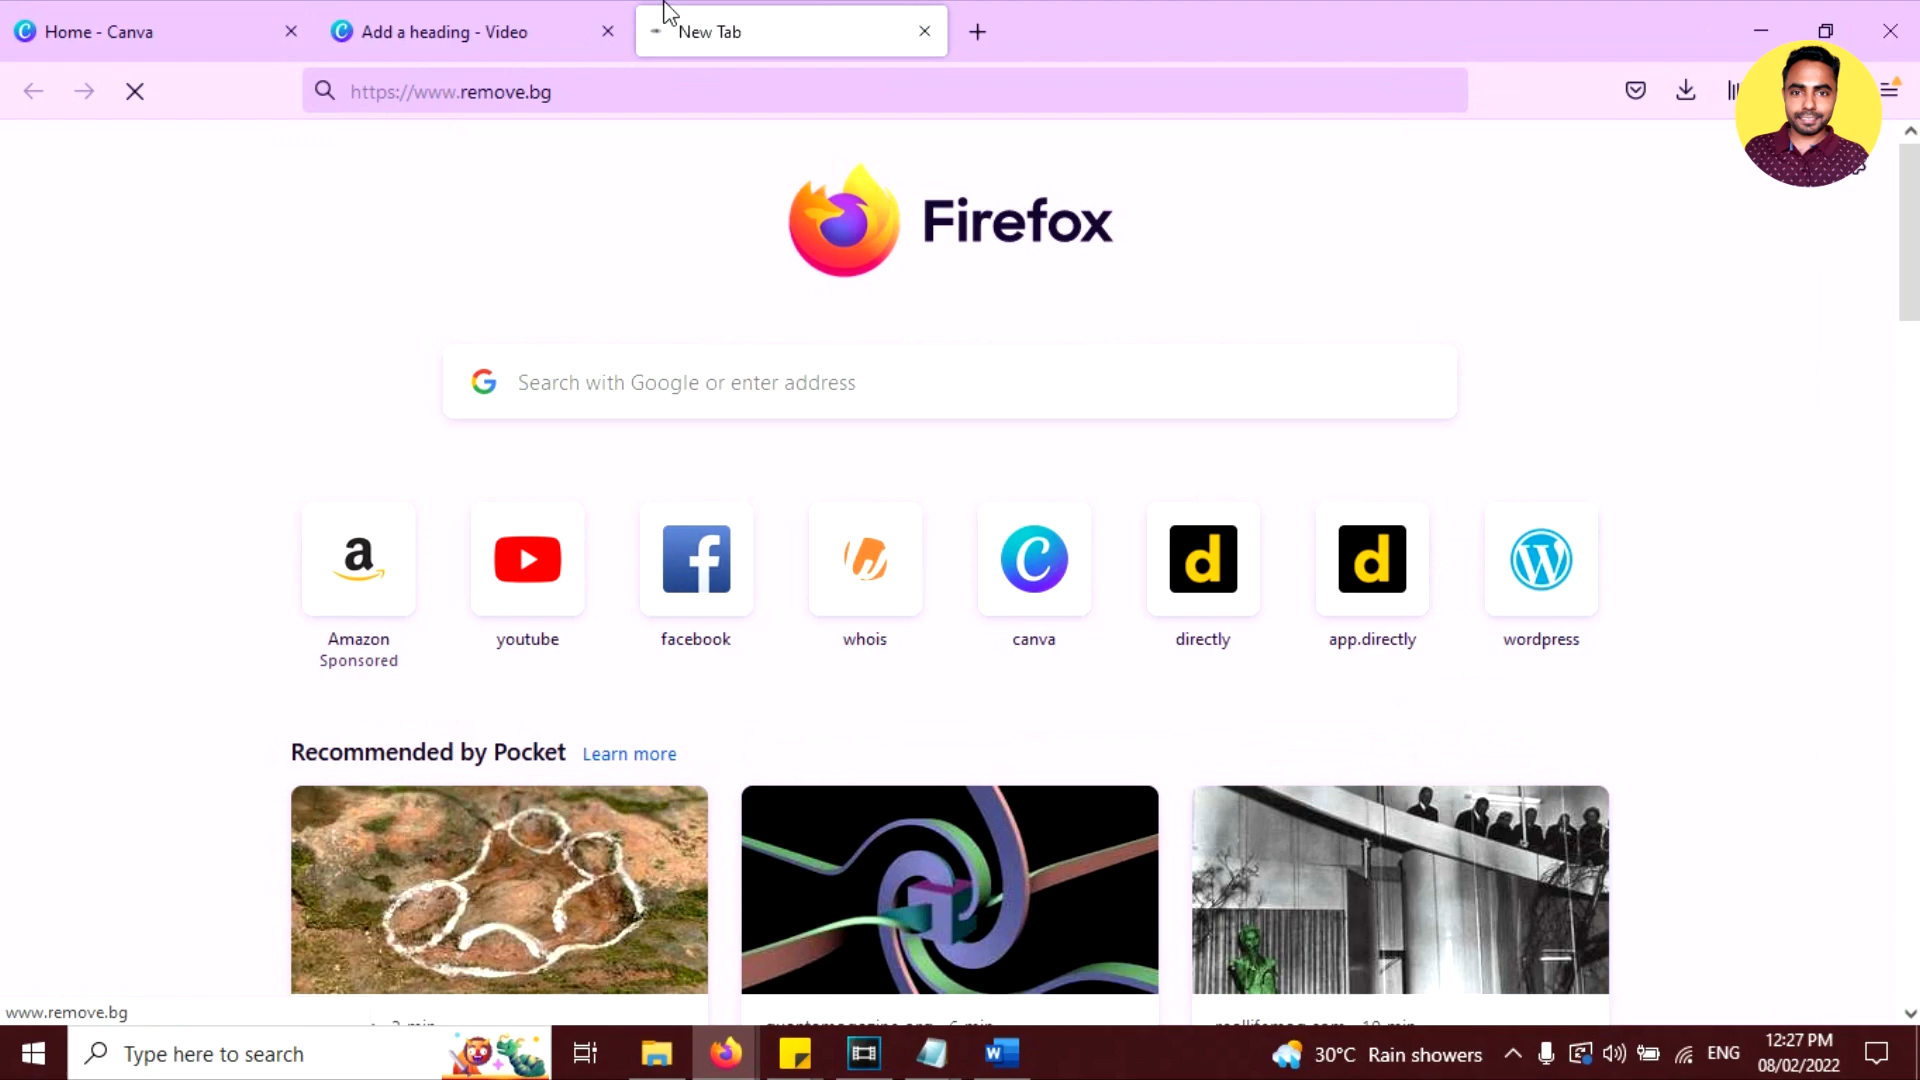 Home - Canva
Add a heading - Video
New Tab
https://www.remove.bg
Firefox
Search with Google or enter address
a
f
C
d
d
W
Amazon
youtube
facebook
whois
canva
directly
app.directly
wordpress
Sponsored
Recommended by Pocket Learn more
www.remove.bg
Type here to search
W
30°C Rain showers
ENG
12:27 PM
08/02/2022